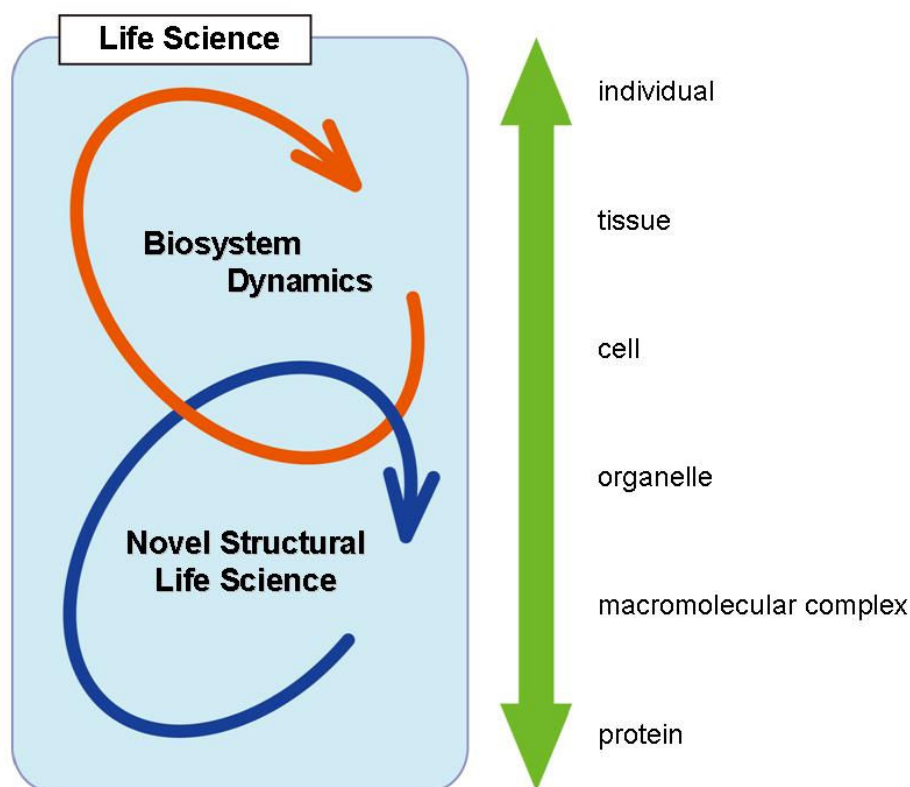 Life Science
Biosystem
Dynamics
Novel Structural
Life Science
individual
tissue
cell
organelle
macromolecular complex
protein